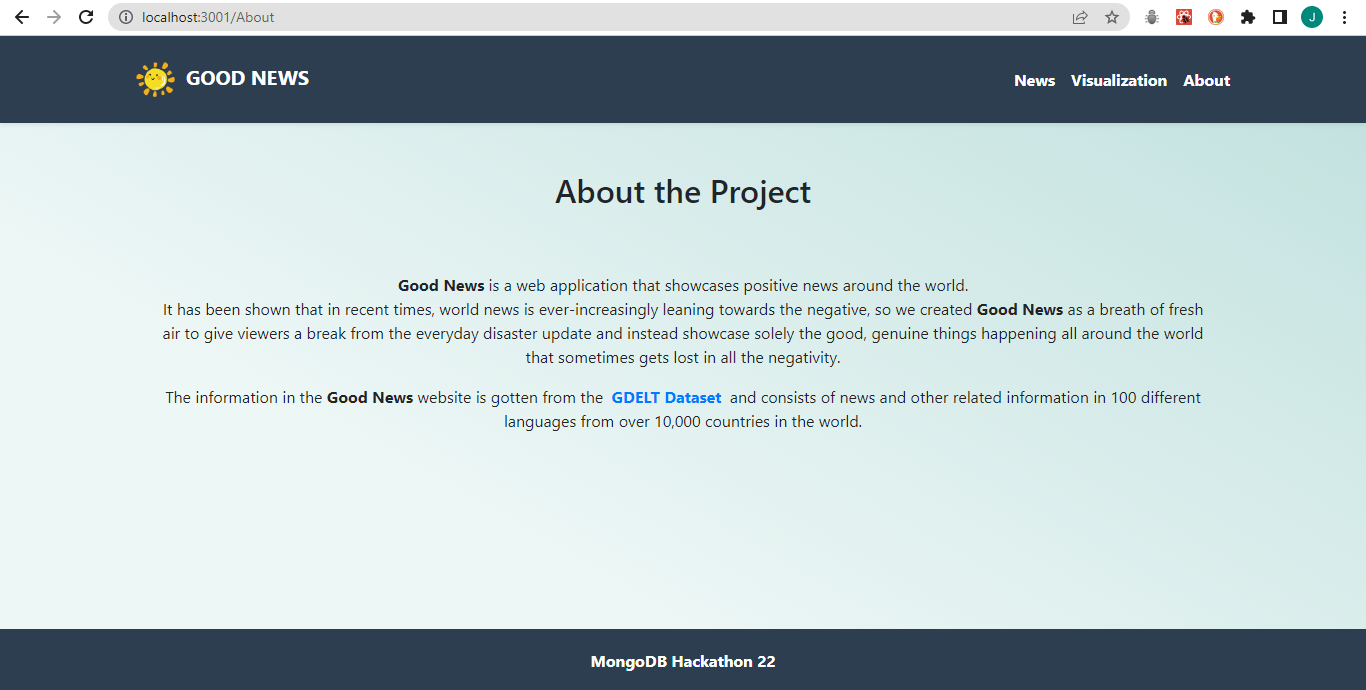 localhost:3001/About
J
GOOD NEWS
News Visualization About
About the Project
Good News is a web application that showcases positive news around the world.
It has been shown that in recent times, world news is ever-increasingly leaning towards the negative, so we created Good News as a breath of fresh
air to give viewers a break from the everyday disaster update and instead showcase solely the good, genuine things happening all around the world
that sometimes gets lost in all the negativity.
The information in the Good News website is gotten from the GDELT Dataset and consists of news and other related information in 100 different
languages from over 10,000 countries in the world.
MongoDB Hackathon 22